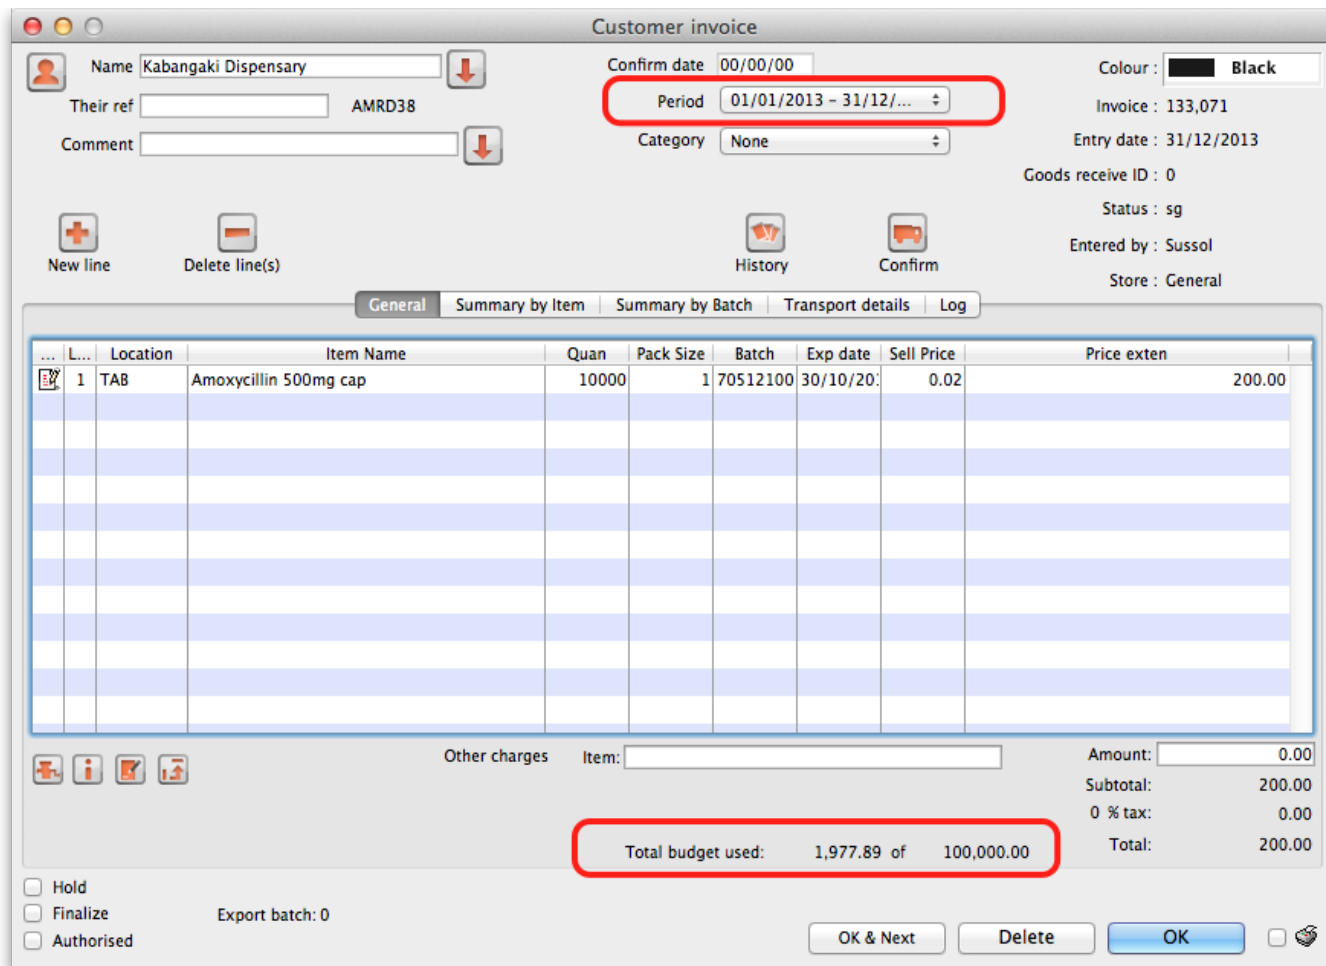 Customer invoice
Name Kabangaki Dispensary
Confirm date 00/00/00
Colour : Black
Their ref AMRD38
Period 01/01/2013 - 31/12/...
Invoice : 133,071
Comment
Category None
Entry date : 31/12/2013
Goods receive ID : 0
Status : sg
Entered by : Sussol
Store : General
New line Delete line(s) History Confirm
General Summary by Item Summary by Batch Transport details Log
... L... Location Item Name Quan Pack Size Batch Exp date Sell Price Price exten
1 TAB Amoxycillin 500mg cap 10000 1 70512100 30/10/20: 0.02 200.00
Other charges Item: Amount: 0.00
Subtotal: 200.00
0 % tax: 0.00
Total budget used: 1,977.89 of 100,000.00 Total: 200.00
Hold
Finalize Export batch: 0
Authorised
OK & Next Delete OK